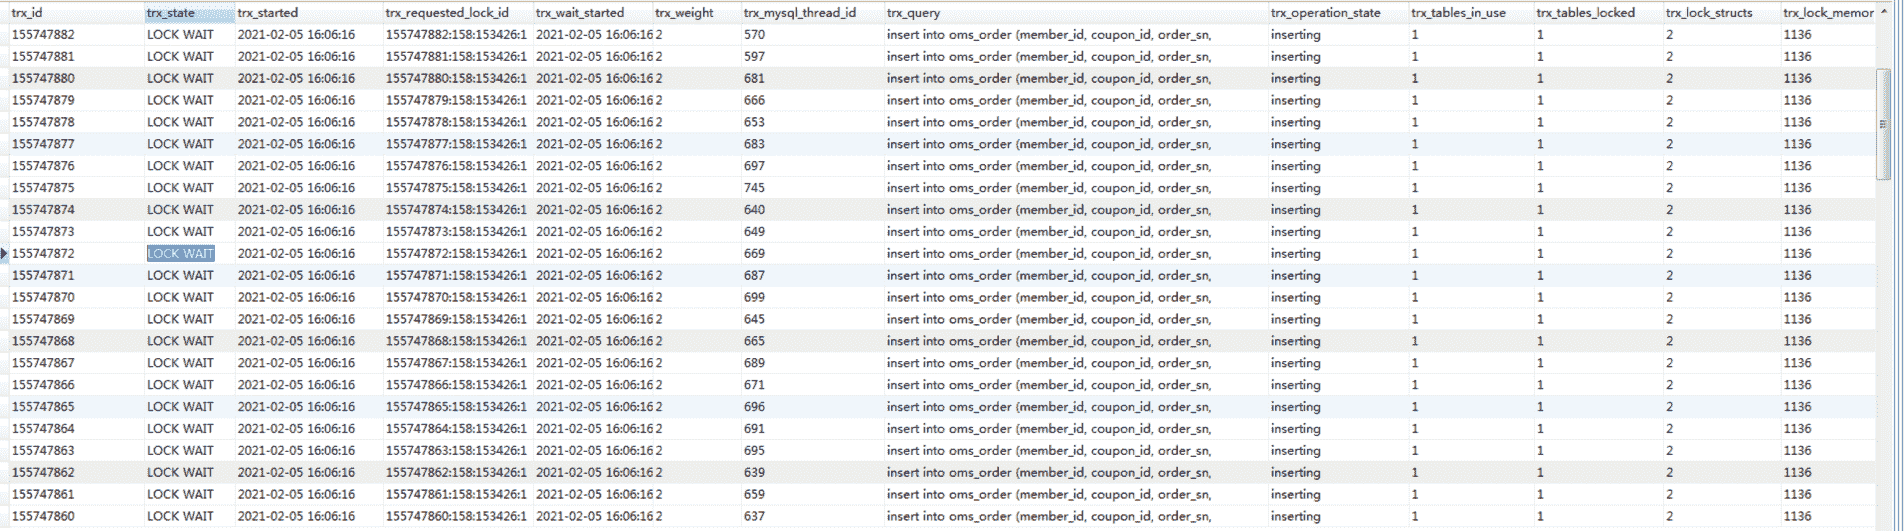 trx_id trx_state trx_started trx_requested_lock_id trx_wait_started trx_weight trx_mysql_thread_id trx_query trx_operation_state trx_tables_in_use trx_tables_locked trx_lock_structs trx_lock_memor
155747882 LOCK WAIT 2021-02-05 16:06:16 155747882:158:153426:1 2021-02-05 16:06:16 2 570 insert into oms_order (member_id, coupon_id, order_sn, inserting 1 1 2 1136
155747881 LOCK WAIT 2021-02-05 16:06:16 155747881:158:153426:1 2021-02-05 16:06:16 2 597 insert into oms_order (member_id, coupon_id, order_sn, inserting 1 1 2 1136
155747880 LOCK WAIT 2021-02-05 16:06:16 155747880:158:153426:1 2021-02-05 16:06:16 2 681 insert into oms_order (member_id, coupon_id, order_sn, inserting 1 1 2 1136
155747879 LOCK WAIT 2021-02-05 16:06:16 155747879:158:153426:1 2021-02-05 16:06:16 2 666 insert into oms_order (member_id, coupon_id, order_sn, inserting 1 1 2 1136
155747878 LOCK WAIT 2021-02-05 16:06:16 155747878:158:153426:1 2021-02-05 16:06:16 2 653 insert into oms_order (member_id, coupon_id, order_sn, inserting 1 1 2 1136
155747877 LOCK WAIT 2021-02-05 16:06:16 155747877:158:153426:1 2021-02-05 16:06:16 2 683 insert into oms_order (member_id, coupon_id, order_sn, inserting 1 1 2 1136
155747876 LOCK WAIT 2021-02-05 16:06:16 155747876:158:153426:1 2021-02-05 16:06:16 2 697 insert into oms_order (member_id, coupon_id, order_sn, inserting 1 1 2 1136
155747875 LOCK WAIT 2021-02-05 16:06:16 155747875:158:153426:1 2021-02-05 16:06:16 2 745 insert into oms_order (member_id, coupon_id, order_sn, inserting 1 1 2 1136
155747874 LOCK WAIT 2021-02-05 16:06:16 155747874:158:153426:1 2021-02-05 16:06:16 2 640 insert into oms_order (member_id, coupon_id, order_sn, inserting 1 1 2 1136
155747873 LOCK WAIT 2021-02-05 16:06:16 155747873:158:153426:1 2021-02-05 16:06:16 2 649 insert into oms_order (member_id, coupon_id, order_sn, inserting 1 1 2 1136
155747872 LOCK WAIT 2021-02-05 16:06:16 155747872:158:153426:1 2021-02-05 16:06:16 2 669 insert into oms_order (member_id, coupon_id, order_sn, inserting 1 1 2 1136
155747871 LOCK WAIT 2021-02-05 16:06:16 155747871:158:153426:1 2021-02-05 16:06:16 2 687 insert into oms_order (member_id, coupon_id, order_sn, inserting 1 1 2 1136
155747870 LOCK WAIT 2021-02-05 16:06:16 155747870:158:153426:1 2021-02-05 16:06:16 2 699 insert into oms_order (member_id, coupon_id, order_sn, inserting 1 1 2 1136
155747869 LOCK WAIT 2021-02-05 16:06:16 155747869:158:153426:1 2021-02-05 16:06:16 2 645 insert into oms_order (member_id, coupon_id, order_sn, inserting 1 1 2 1136
155747868 LOCK WAIT 2021-02-05 16:06:16 155747868:158:153426:1 2021-02-05 16:06:16 2 665 insert into oms_order (member_id, coupon_id, order_sn, inserting 1 1 2 1136
155747867 LOCK WAIT 2021-02-05 16:06:16 155747867:158:153426:1 2021-02-05 16:06:16 2 689 insert into oms_order (member_id, coupon_id, order_sn, inserting 1 1 2 1136
155747866 LOCK WAIT 2021-02-05 16:06:16 155747866:158:153426:1 2021-02-05 16:06:16 2 671 insert into oms_order (member_id, coupon_id, order_sn, inserting 1 1 2 1136
155747865 LOCK WAIT 2021-02-05 16:06:16 155747865:158:153426:1 2021-02-05 16:06:16 2 696 insert into oms_order (member_id, coupon_id, order_sn, inserting 1 1 2 1136
155747864 LOCK WAIT 2021-02-05 16:06:16 155747864:158:153426:1 2021-02-05 16:06:16 2 691 insert into oms_order (member_id, coupon_id, order_sn, inserting 1 1 2 1136
155747863 LOCK WAIT 2021-02-05 16:06:16 155747863:158:153426:1 2021-02-05 16:06:16 2 695 insert into oms_order (member_id, coupon_id, order_sn, inserting 1 1 2 1136
155747862 LOCK WAIT 2021-02-05 16:06:16 155747862:158:153426:1 2021-02-05 16:06:16 2 639 insert into oms_order (member_id, coupon_id, order_sn, inserting 1 1 2 1136
155747861 LOCK WAIT 2021-02-05 16:06:16 155747861:158:153426:1 2021-02-05 16:06:16 2 659 insert into oms_order (member_id, coupon_id, order_sn, inserting 1 1 2 1136
155747860 LOCK WAIT 2021-02-05 16:06:16 155747860:158:153426:1 2021-02-05 16:06:16 2 637 insert into oms_order (member_id, coupon_id, order_sn, inserting 1 1 2 1136